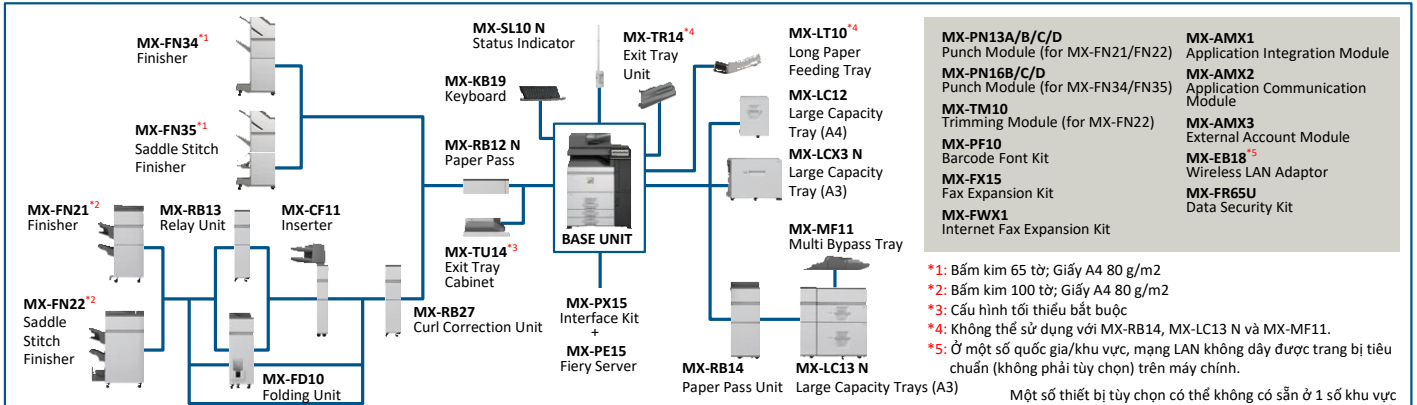 MX-FN34*1
Finisher
MX-FN35*1
Saddle Stitch
Finisher
MX-FN21*2
Finisher
MX-RB13
Relay Unit
MX-CF11
Inserter
MX-FN22*2
Saddle
Stitch
Finisher
MX-FD10
Folding Unit
MX-RB27
Curl Correction Unit
MX-SL10 N
Status Indicator
MX-KB19
Keyboard
MX-RB12 N
Paper Pass
MX-TU14*3
Exit Tray
Cabinet
MX-TR14*4
Exit Tray
Unit
BASE UNIT
MX-PX15
Interface Kit
+
MX-PE15
Fiery Server
MX-LT10*4
Long Paper
Feeding Tray
MX-LC12
Large Capacity
Tray (A4)
MX-LCX3 N
Large Capacity
Tray (A3)
MX-MF11
Multi Bypass Tray
MX-RB14
Paper Pass Unit
MX-LC13 N
Large Capacity Trays (A3)
MX-PN13A/B/C/D
Punch Module (for MX-FN21/FN22)
MX-PN16B/C/D
Punch Module (for MX-FN34/FN35)
MX-TM10
Trimming Module (for MX-FN22)
MX-PF10
Barcode Font Kit
MX-FX15
Fax Expansion Kit
MX-FWX1
Internet Fax Expansion Kit
MX-AMX1
Application Integration Module
MX-AMX2
Application Communication
Module
MX-AMX3
External Account Module
MX-EB18*5
Wireless LAN Adaptor
MX-FR65U
Data Security Kit
*1: Bấm kim 65 tờ; Giấy A4 80 g/m2
*2: Bấm kim 100 tờ; Giấy A4 80 g/m2
*3: Cấu hình tối thiểu bắt buộc
*4: Không thể sử dụng với MX-RB14, MX-LC13 N và MX-MF11.
*5: Ở một số quốc gia/khu vực, mạng LAN không dây được trang bị tiêu
chuẩn (không phải tùy chọn) trên máy chính.
Một số thiết bị tùy chọn có thể không có sẵn ở 1 số khu vực